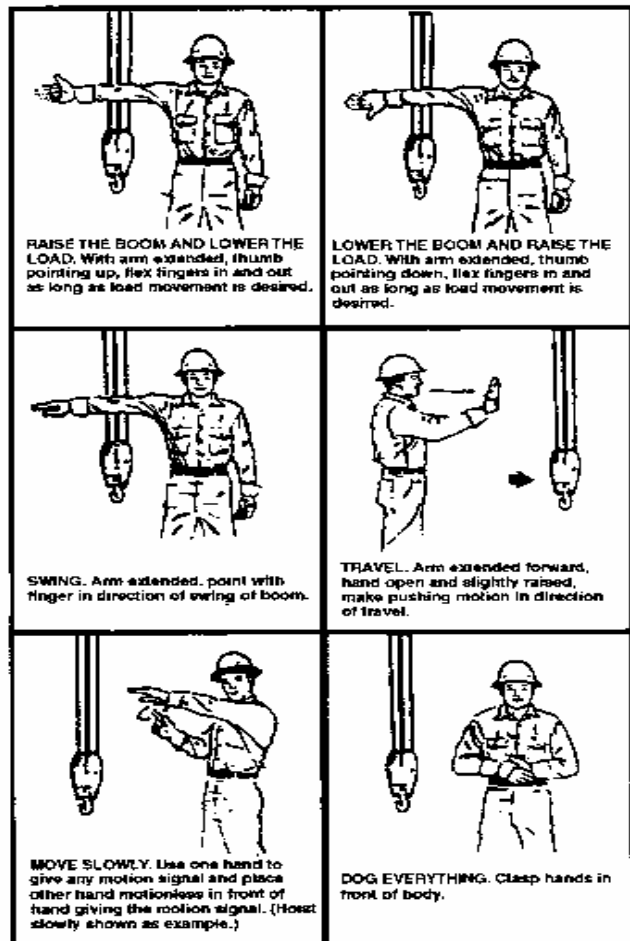 RAISE THE BOOM AND LOWER THE
LOAD. With arm extended, thumb
pointing up, flex fingers in and out
as long as load movement is desired.
LOWER THE BOOM AND RAISE THE
LOAD. With arm extended, thumb
pointing down, flex fingers in and
out as long as load movement is
desired.
SWING. Arm extended, point with
finger in direction of swing of boom.
TRAVEL. Arm extended forward,
hand open and slightly raised,
make pushing motion in direction
of travel.
MOVE SLOWLY. Use one hand to
give any motion signal and place
other hand motionless in front of
hand giving the motion signal. (Hoist
slowly shown as example.)
DOG EVERYTHING. Clasp hands in
front of body.